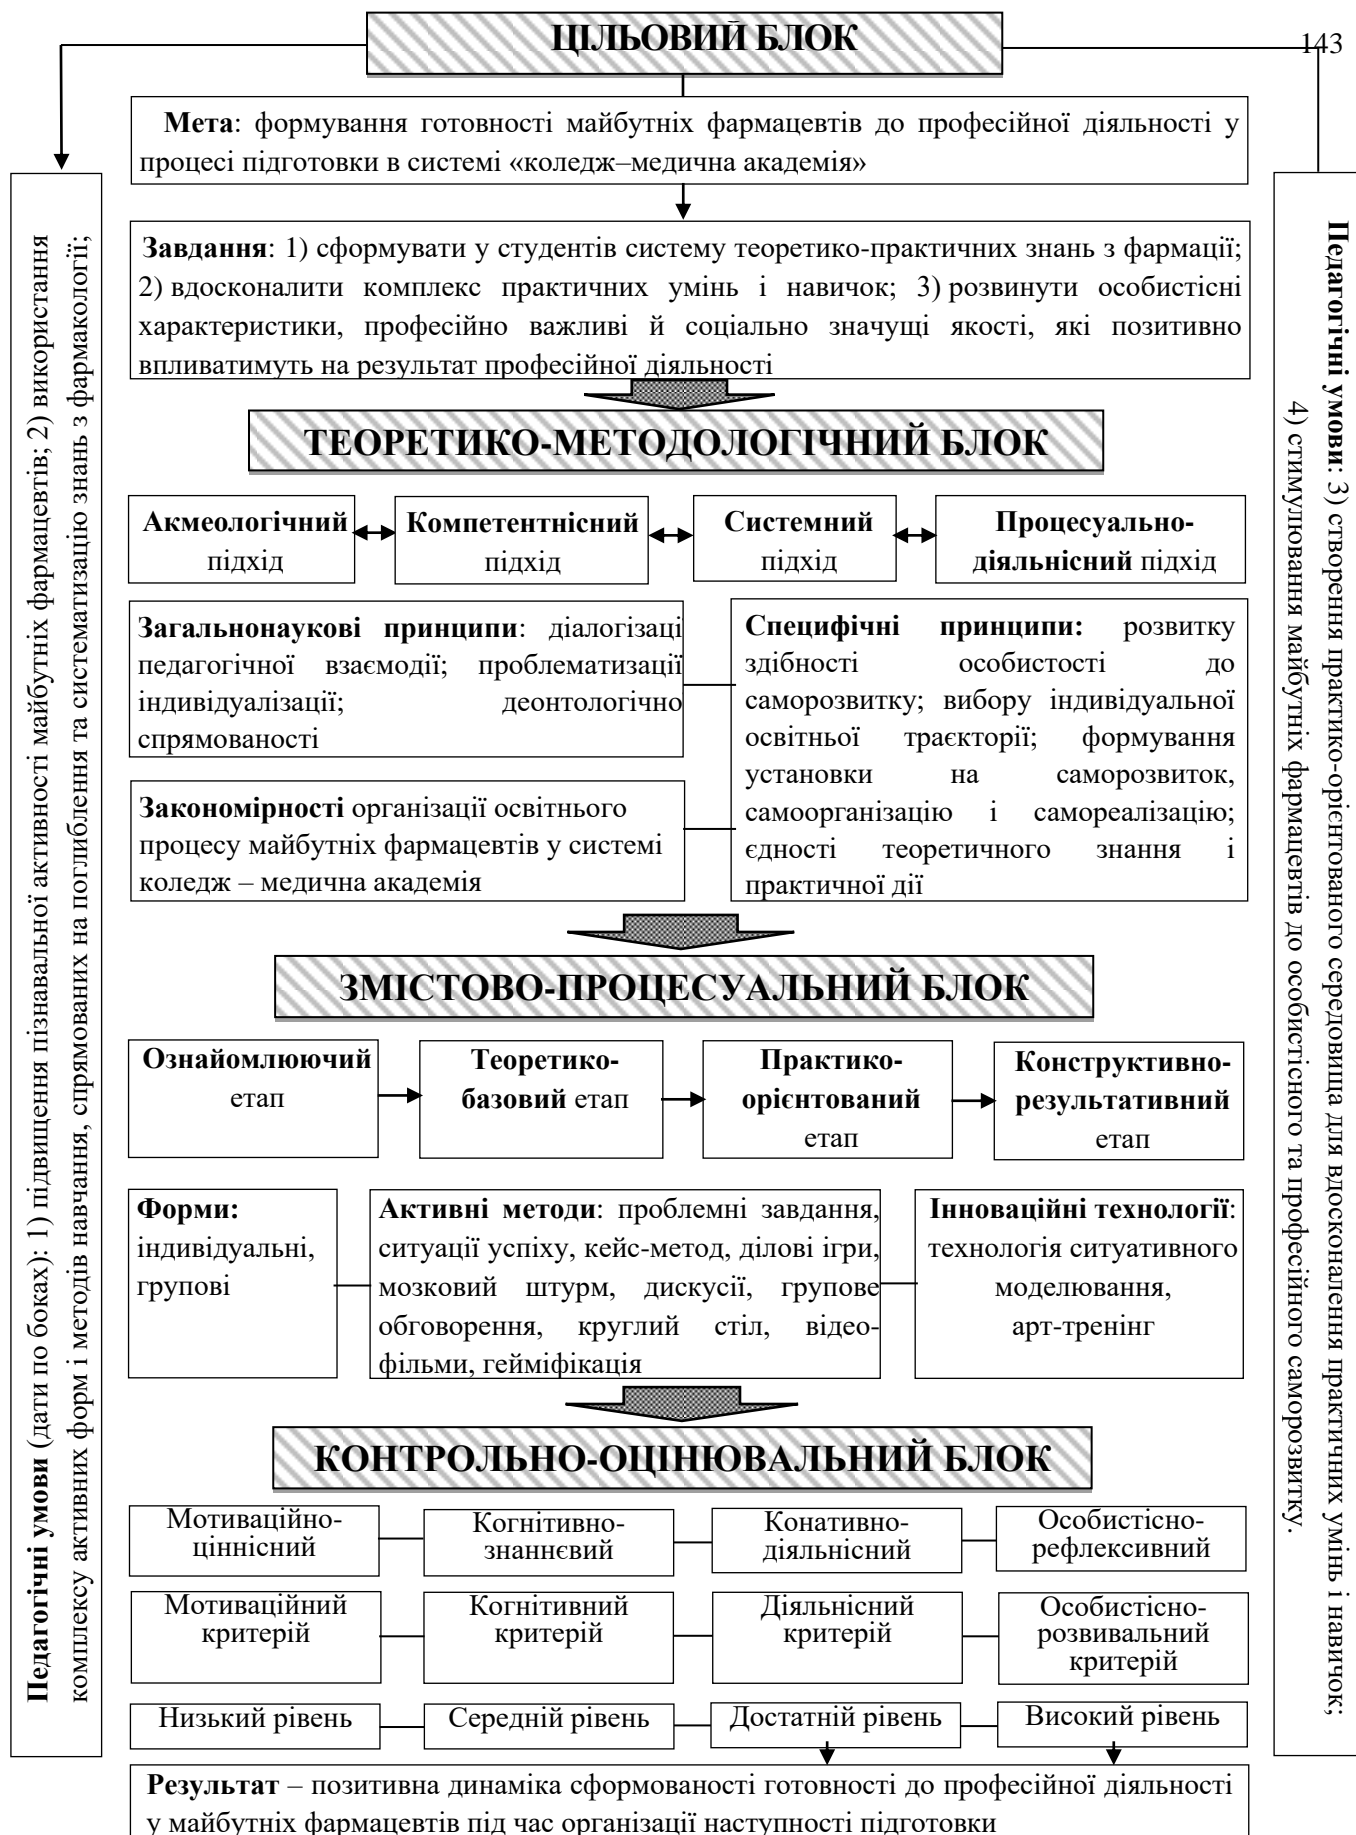 143
ЦІЛЬОВИЙ БЛОК
Мета: формування готовності майбутніх фармацевтів до професійної діяльності у
процесі підготовки в системі «коледж–медична академія»
Завдання: 1) сформувати у студентів систему теоретико-практичних знань з фармації;
2) вдосконалити комплекс практичних умінь і навичок; 3) розвинути особистісні
характеристики, професійно важливі й соціально значущі якості, які позитивно
впливатимуть на результат професійної діяльності
Педагогічні умови (дати по боках): 1) підвищення пізнавальної активності майбутніх фармацевтів; 2) використання
комплексу активних форм і методів навчання, спрямованих на поглиблення та систематизацію знань з фармакології;
Педагогічні умови: 3) створення практико-орієнтованого середовища для вдосконалення практичних умінь і навичок;
4) стимулювання майбутніх фармацевтів до особистісного та професійного саморозвитку.
ТЕОРЕТИКО-МЕТОДОЛОГІЧНИЙ БЛОК
Акмеологічний
підхід
Компетентнісний
підхід
Системний
підхід
Процесуально-
діяльнісний підхід
Загальнонаукові принципи: діалогізаці
педагогічної взаємодії; проблематизації
індивідуалізації; деонтологічно
спрямованості
Закономірності організації освітнього
процесу майбутніх фармацевтів у системі
коледж – медична академія
Специфічні принципи: розвитку
здібності особистості до
саморозвитку; вибору індивідуальної
освітньої траєкторії; формування
установки на саморозвиток,
самоорганізацію і самореалізацію;
єдності теоретичного знання і
практичної дії
ЗМІСТОВО-ПРОЦЕСУАЛЬНИЙ БЛОК
Ознайомлюючий
етап
Теоретико-
базовий етап
Практико-
орієнтований
етап
Конструктивно-
результативний
етап
Форми:
індивідуальні,
групові
Активні методи: проблемні завдання,
ситуації успіху, кейс-метод, ділові ігри,
мозковий штурм, дискусії, групове
обговорення, круглий стіл, відео-
фільми, гейміфікація
Інноваційні технології:
технологія ситуативного
моделювання,
арт-тренінг
КОНТРОЛЬНО-ОЦІНЮВАЛЬНИЙ БЛОК
Мотиваційно-
ціннісний
Когнітивно-
знаннєвий
Конативно-
діяльнісний
Особистісно-
рефлексивний
Мотиваційний
критерій
Когнітивний
критерій
Діяльнісний
критерій
Особистісно-
розвивальний
критерій
Низький рівень
Середній рівень
Достатній рівень
Високий рівень
Результат – позитивна динаміка сформованості готовності до професійної діяльності
у майбутніх фармацевтів під час організації наступності підготовки